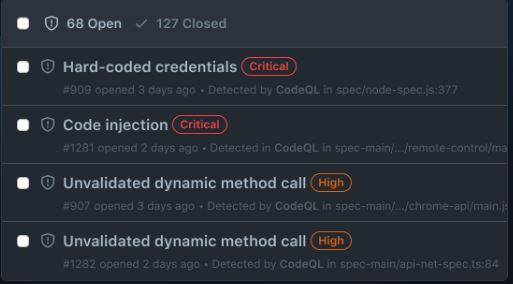 68 Open 127 Closed
Hard-coded credentials Critical
#909 opened 3 days ago • Detected by CodeQL in spec/node-spec.js:377
Code injection Critical
#1281 opened 2 days ago • Detected in CodeQL in spec-main/.../remote-control/ma
Unvalidated dynamic method call High
#907 opened 3 days ago • Detected by CodeQL in spec-main/.../chrome-api/main.js
Unvalidated dynamic method call High
#1282 opened 2 days ago • Detected by CodeQL in spec-main/api-net-spec.ts:84